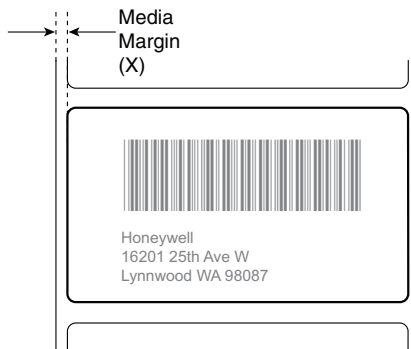 Media
Margin
(X)
Honeywell
16201 25th Ave W
Lynnwood WA 98087